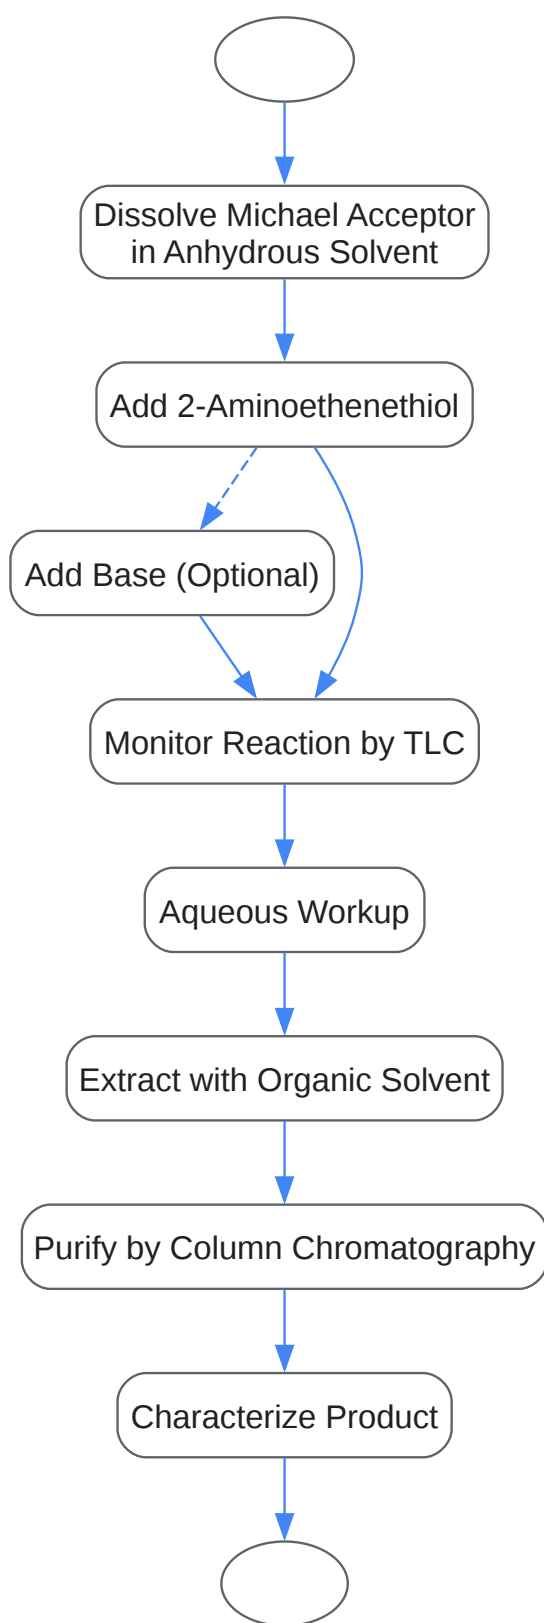 Dissolve Michael Acceptor
in Anhydrous Solvent
Add 2-Aminoethenethiol
Add Base (Optional)
Monitor Reaction by TLC
Aqueous Workup
Extract with Organic Solvent
Purify by Column Chromatography
Characterize Product